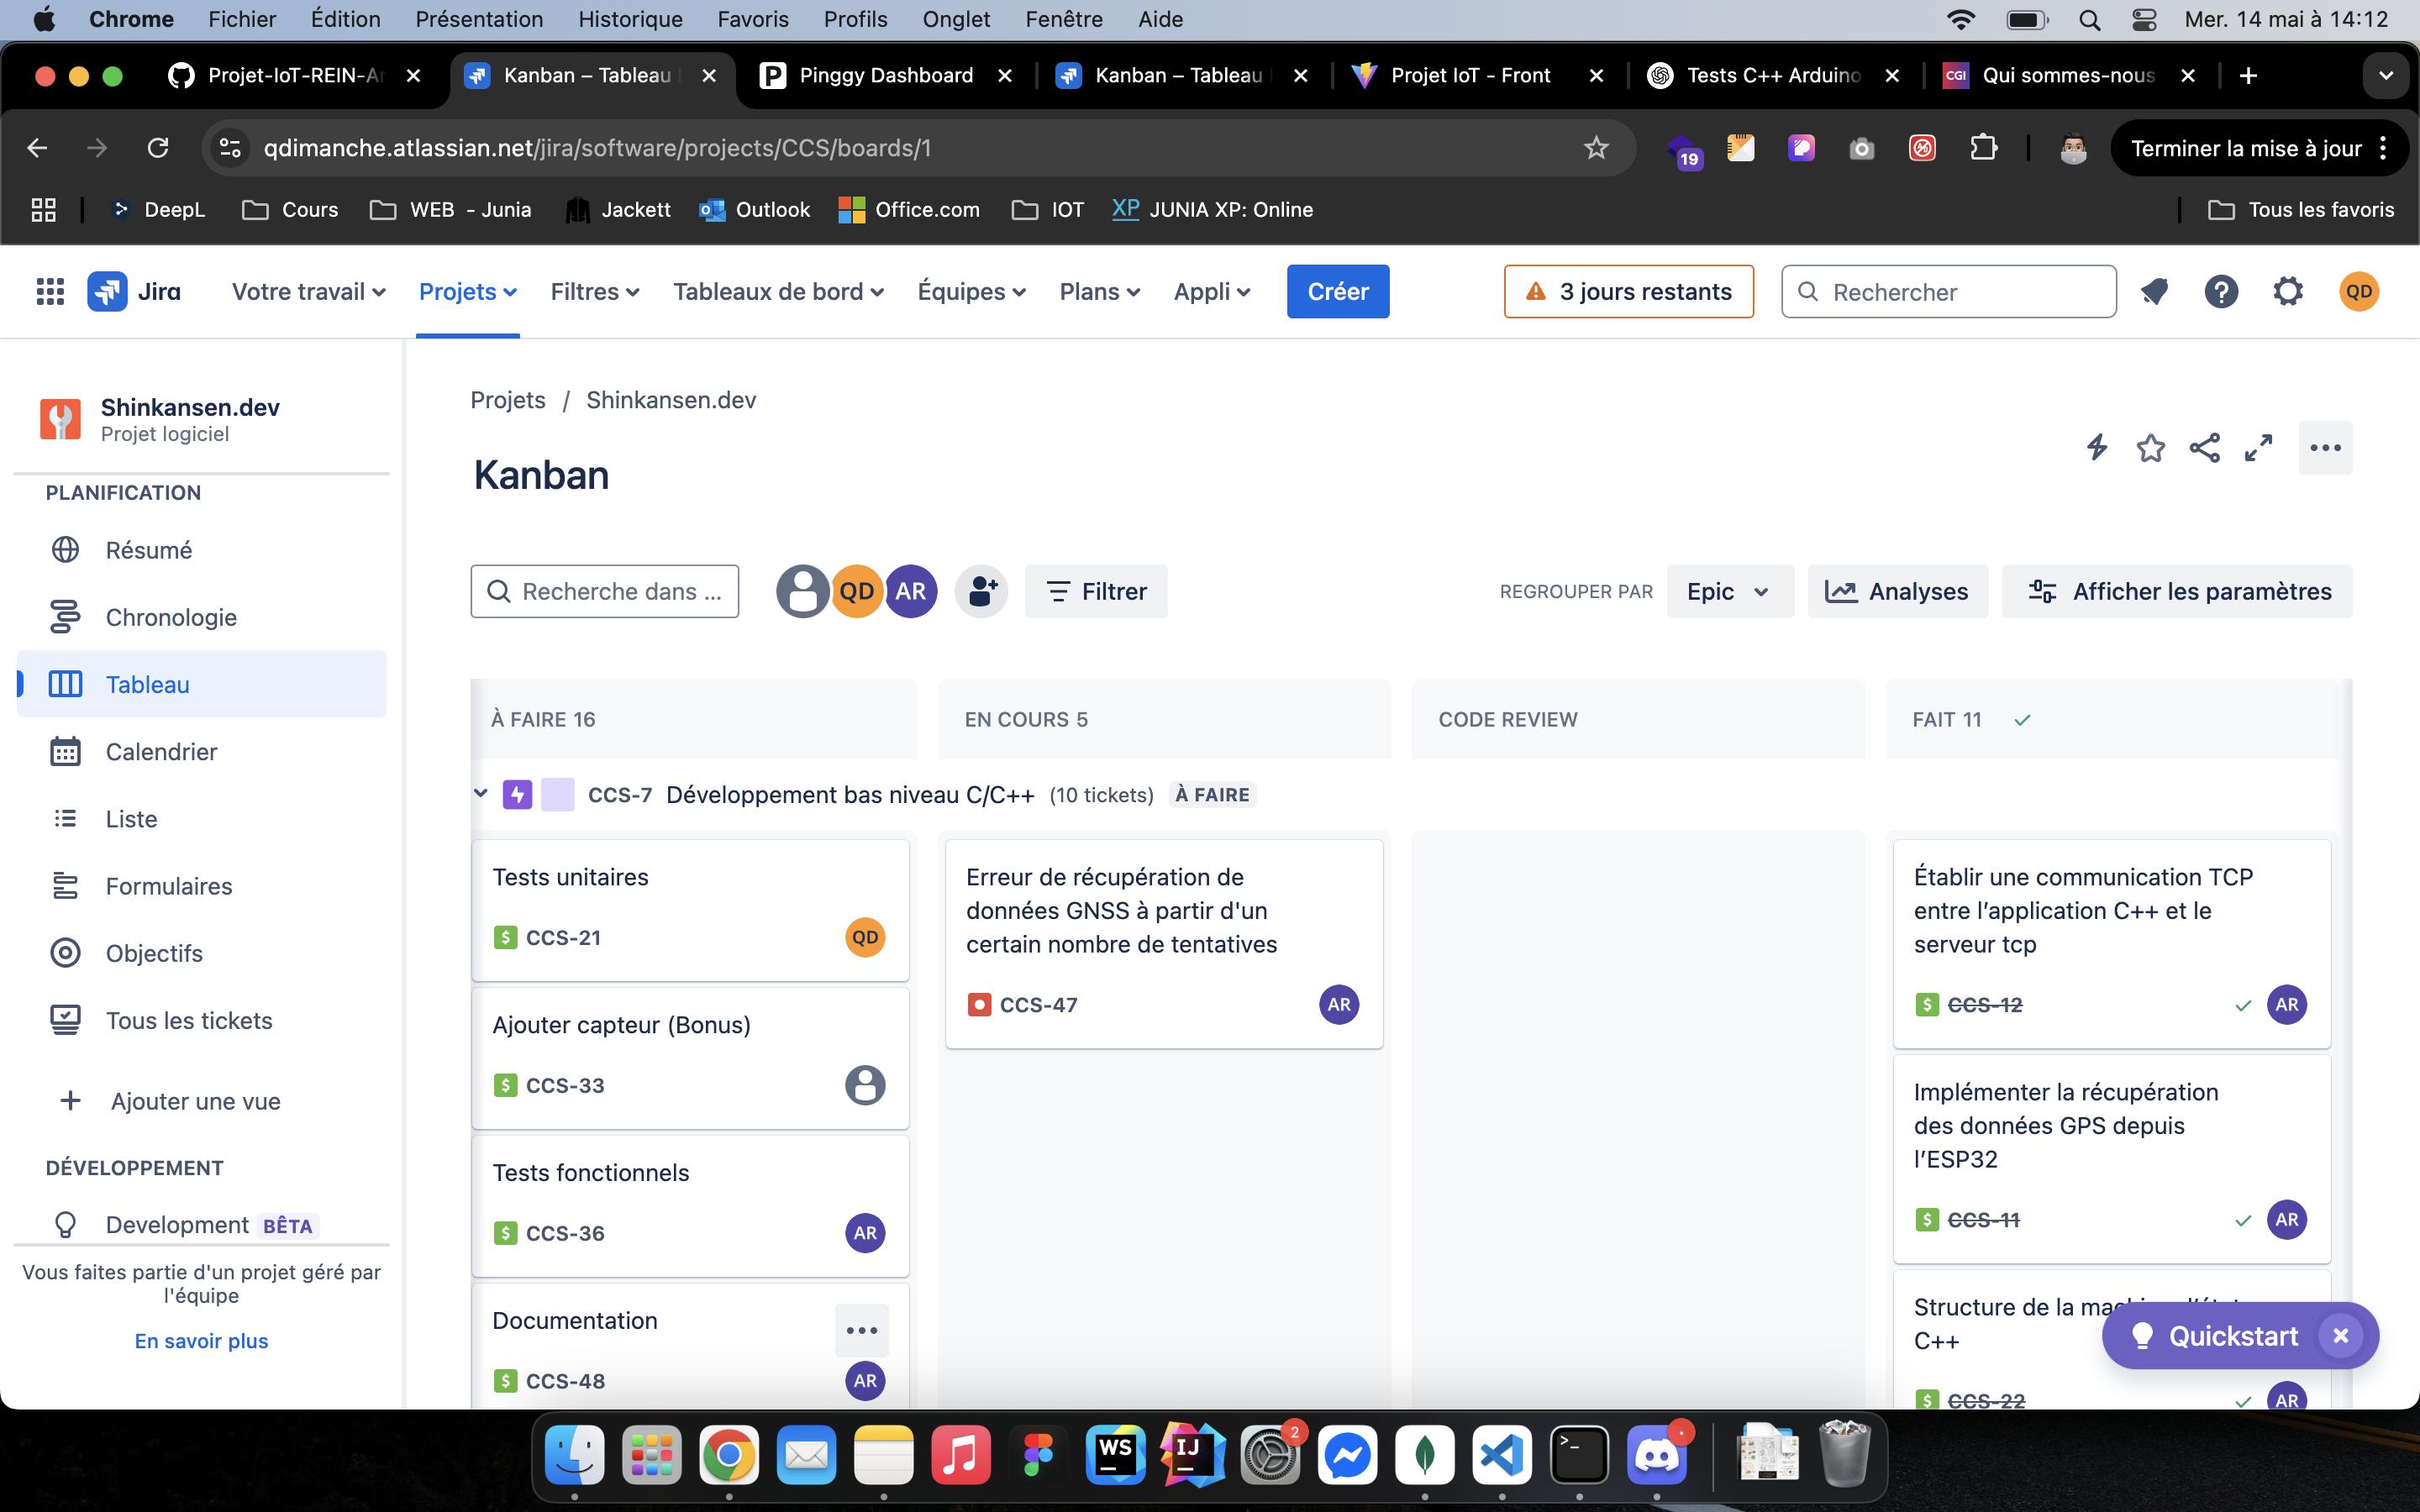 Chrome Fichier Édition Présentation Historique Favoris Profils Onglet Fenêtre Aide Mer. 14 mai à 14:12
Projet-IoT-REIN-Ar Kanban – Tableau Pinggy Dashboard Kanban – Tableau Projet IoT - Front Tests C++ Arduino CGI Qui sommes-nous
qdimanche.atlassian.net/jira/software/projects/CCS/boards/1 19 Terminer la mise à jour
DeepL Cours WEB - Junia Jackett Outlook Office.com IOT XP JUNIA XP: Online Tous les favoris
Jira Votre travail Projets Filtres Tableaux de bord Équipes Plans Appli Créer 3 jours restants Rechercher QD
Shinkansen.dev
Projet logiciel
PLANIFICATION
Résumé
Chronologie
Tableau
Calendrier
Liste
Formulaires
Objectifs
Tous les tickets
Ajouter une vue
DÉVELOPPEMENT
Development BÊTA
Vous faites partie d'un projet géré par
l'équipe
En savoir plus
Projets / Shinkansen.dev
Kanban
Recherche dans ... QD AR Filtrer REGROUPER PAR Epic Analyses Afficher les paramètres
À FAIRE 16 EN COURS 5 CODE REVIEW FAIT 11
CCS-7 Développement bas niveau C/C++ (10 tickets) À FAIRE
Tests unitaires
CCS-21 QD
Ajouter capteur (Bonus)
CCS-33
Tests fonctionnels
CCS-36 AR
Documentation
CCS-48 AR
Erreur de récupération de
données GNSS à partir d'un
certain nombre de tentatives
CCS-47 AR
Établir une communication TCP
entre l’application C++ et le
serveur tcp
CCS-12 AR
Implémenter la récupération
des données GPS depuis
l’ESP32
CCS-11 AR
Structure de la
C++
CCS-22 AR
Quickstart
WS IJ 2